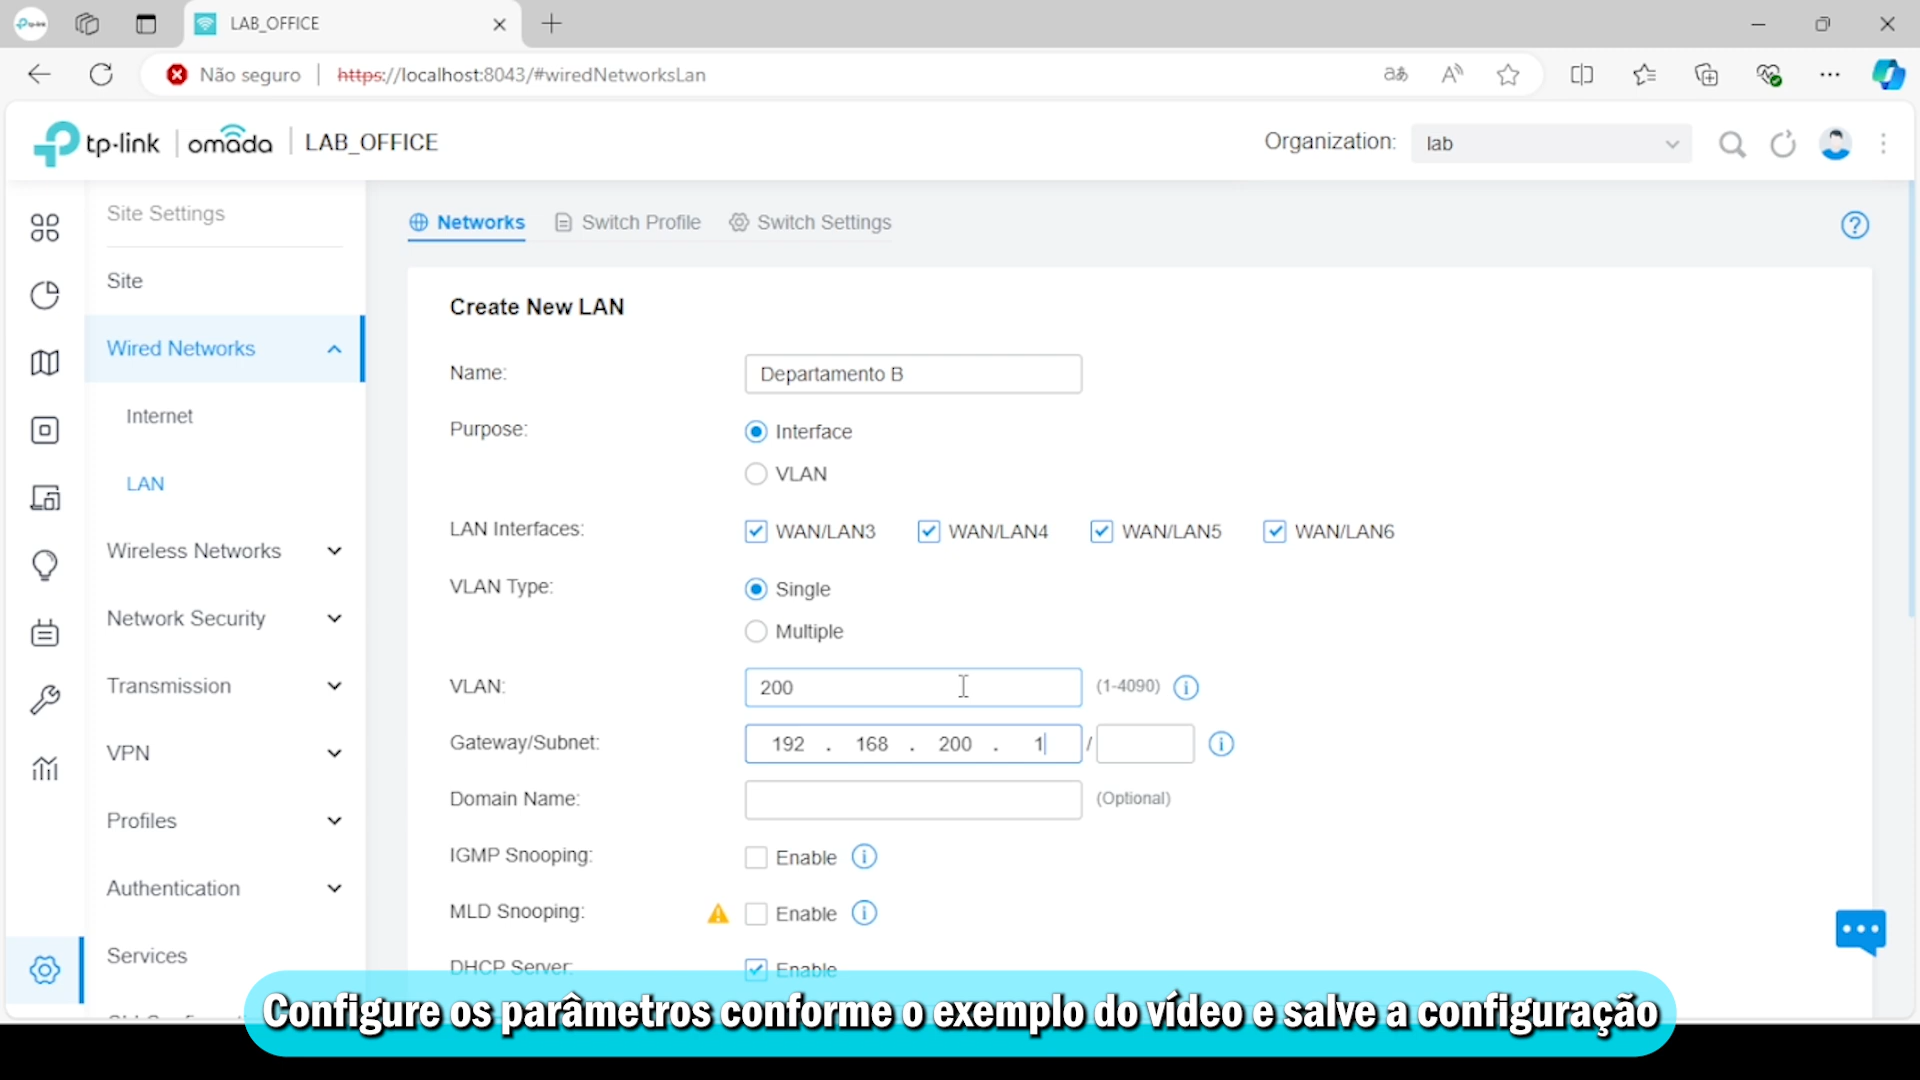 LAB_OFFICE
Não seguro
https://localhost:8043/#wiredNetworksLan
tp-link
omada
LAB_OFFICE
Organization:
lab
Site Settings
Site
Wired Networks
Internet
LAN
Wireless Networks
Network Security
Transmission
VPN
Profiles
Authentication
Services
Networks
Switch Profile
Switch Settings
Create New LAN
Name:
Departamento B
Purpose:
Interface
VLAN
LAN Interfaces:
WAN/LAN3
WAN/LAN4
WAN/LAN5
WAN/LAN6
VLAN Type:
Single
Multiple
VLAN:
200
(1-4090)
Gateway/Subnet:
192 . 168 . 200 . 1
/
Domain Name:
(Optional)
IGMP Snooping:
Enable
MLD Snooping:
Enable
DHCP Server:
Enable
Configure os parâmetros conforme o exemplo do vídeo e salve a configuração